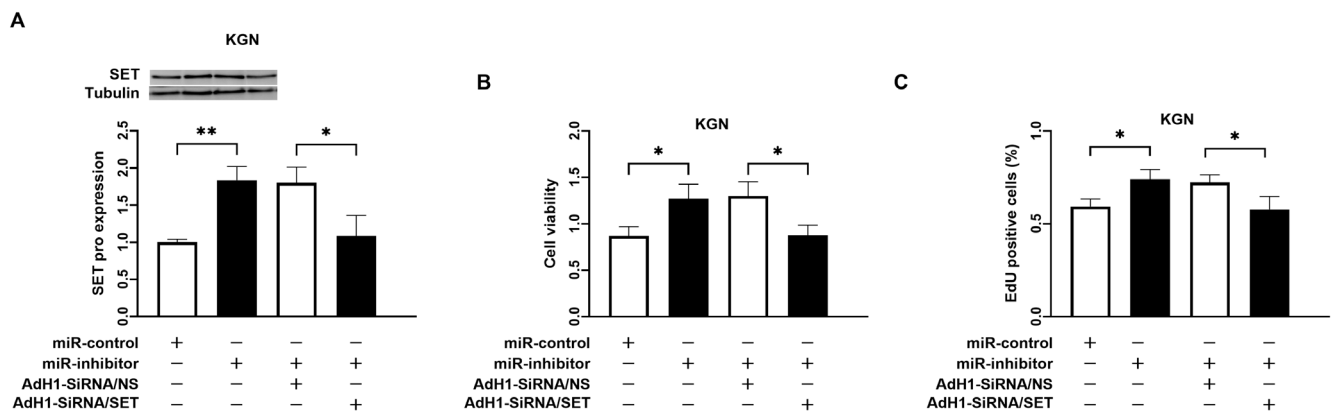 A
KGN
SET
Tubulin
SET pro expression
0.0 0.5 1.0 1.5 2.0 2.5
** *
miR-control + − − −
miR-inhibitor − + + +
AdH1-SiRNA/NS − − + −
AdH1-SiRNA/SET − − − +
B
KGN
Cell viability
0.0 0.5 1.0 1.5 2.0
* *
miR-control + − − −
miR-inhibitor − + + +
AdH1-SiRNA/NS − − + −
AdH1-SiRNA/SET − − − +
C
KGN
EdU positive cells (%)
0.0 0.5 1.0
* *
miR-control + − − −
miR-inhibitor − + + +
AdH1-SiRNA/NS − − + −
AdH1-SiRNA/SET − − − +